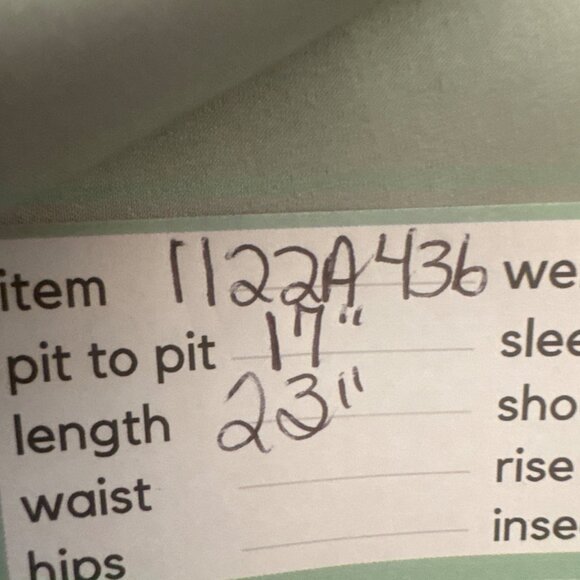 item 1122A436 we
pit to pit 17" slee
length 23" sho
waist rise
hips inse